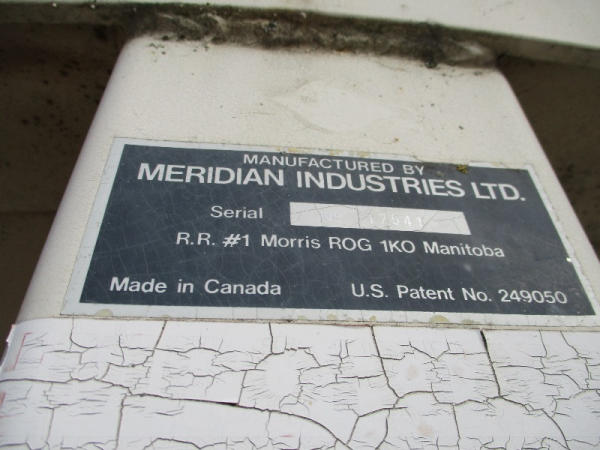 MANUFACTURED BY
MERIDIAN INDUSTRIES LTD.
Serial
R.R. #1 Morris ROG 1KO Manitoba
Made in Canada U.S. Patent No. 249050